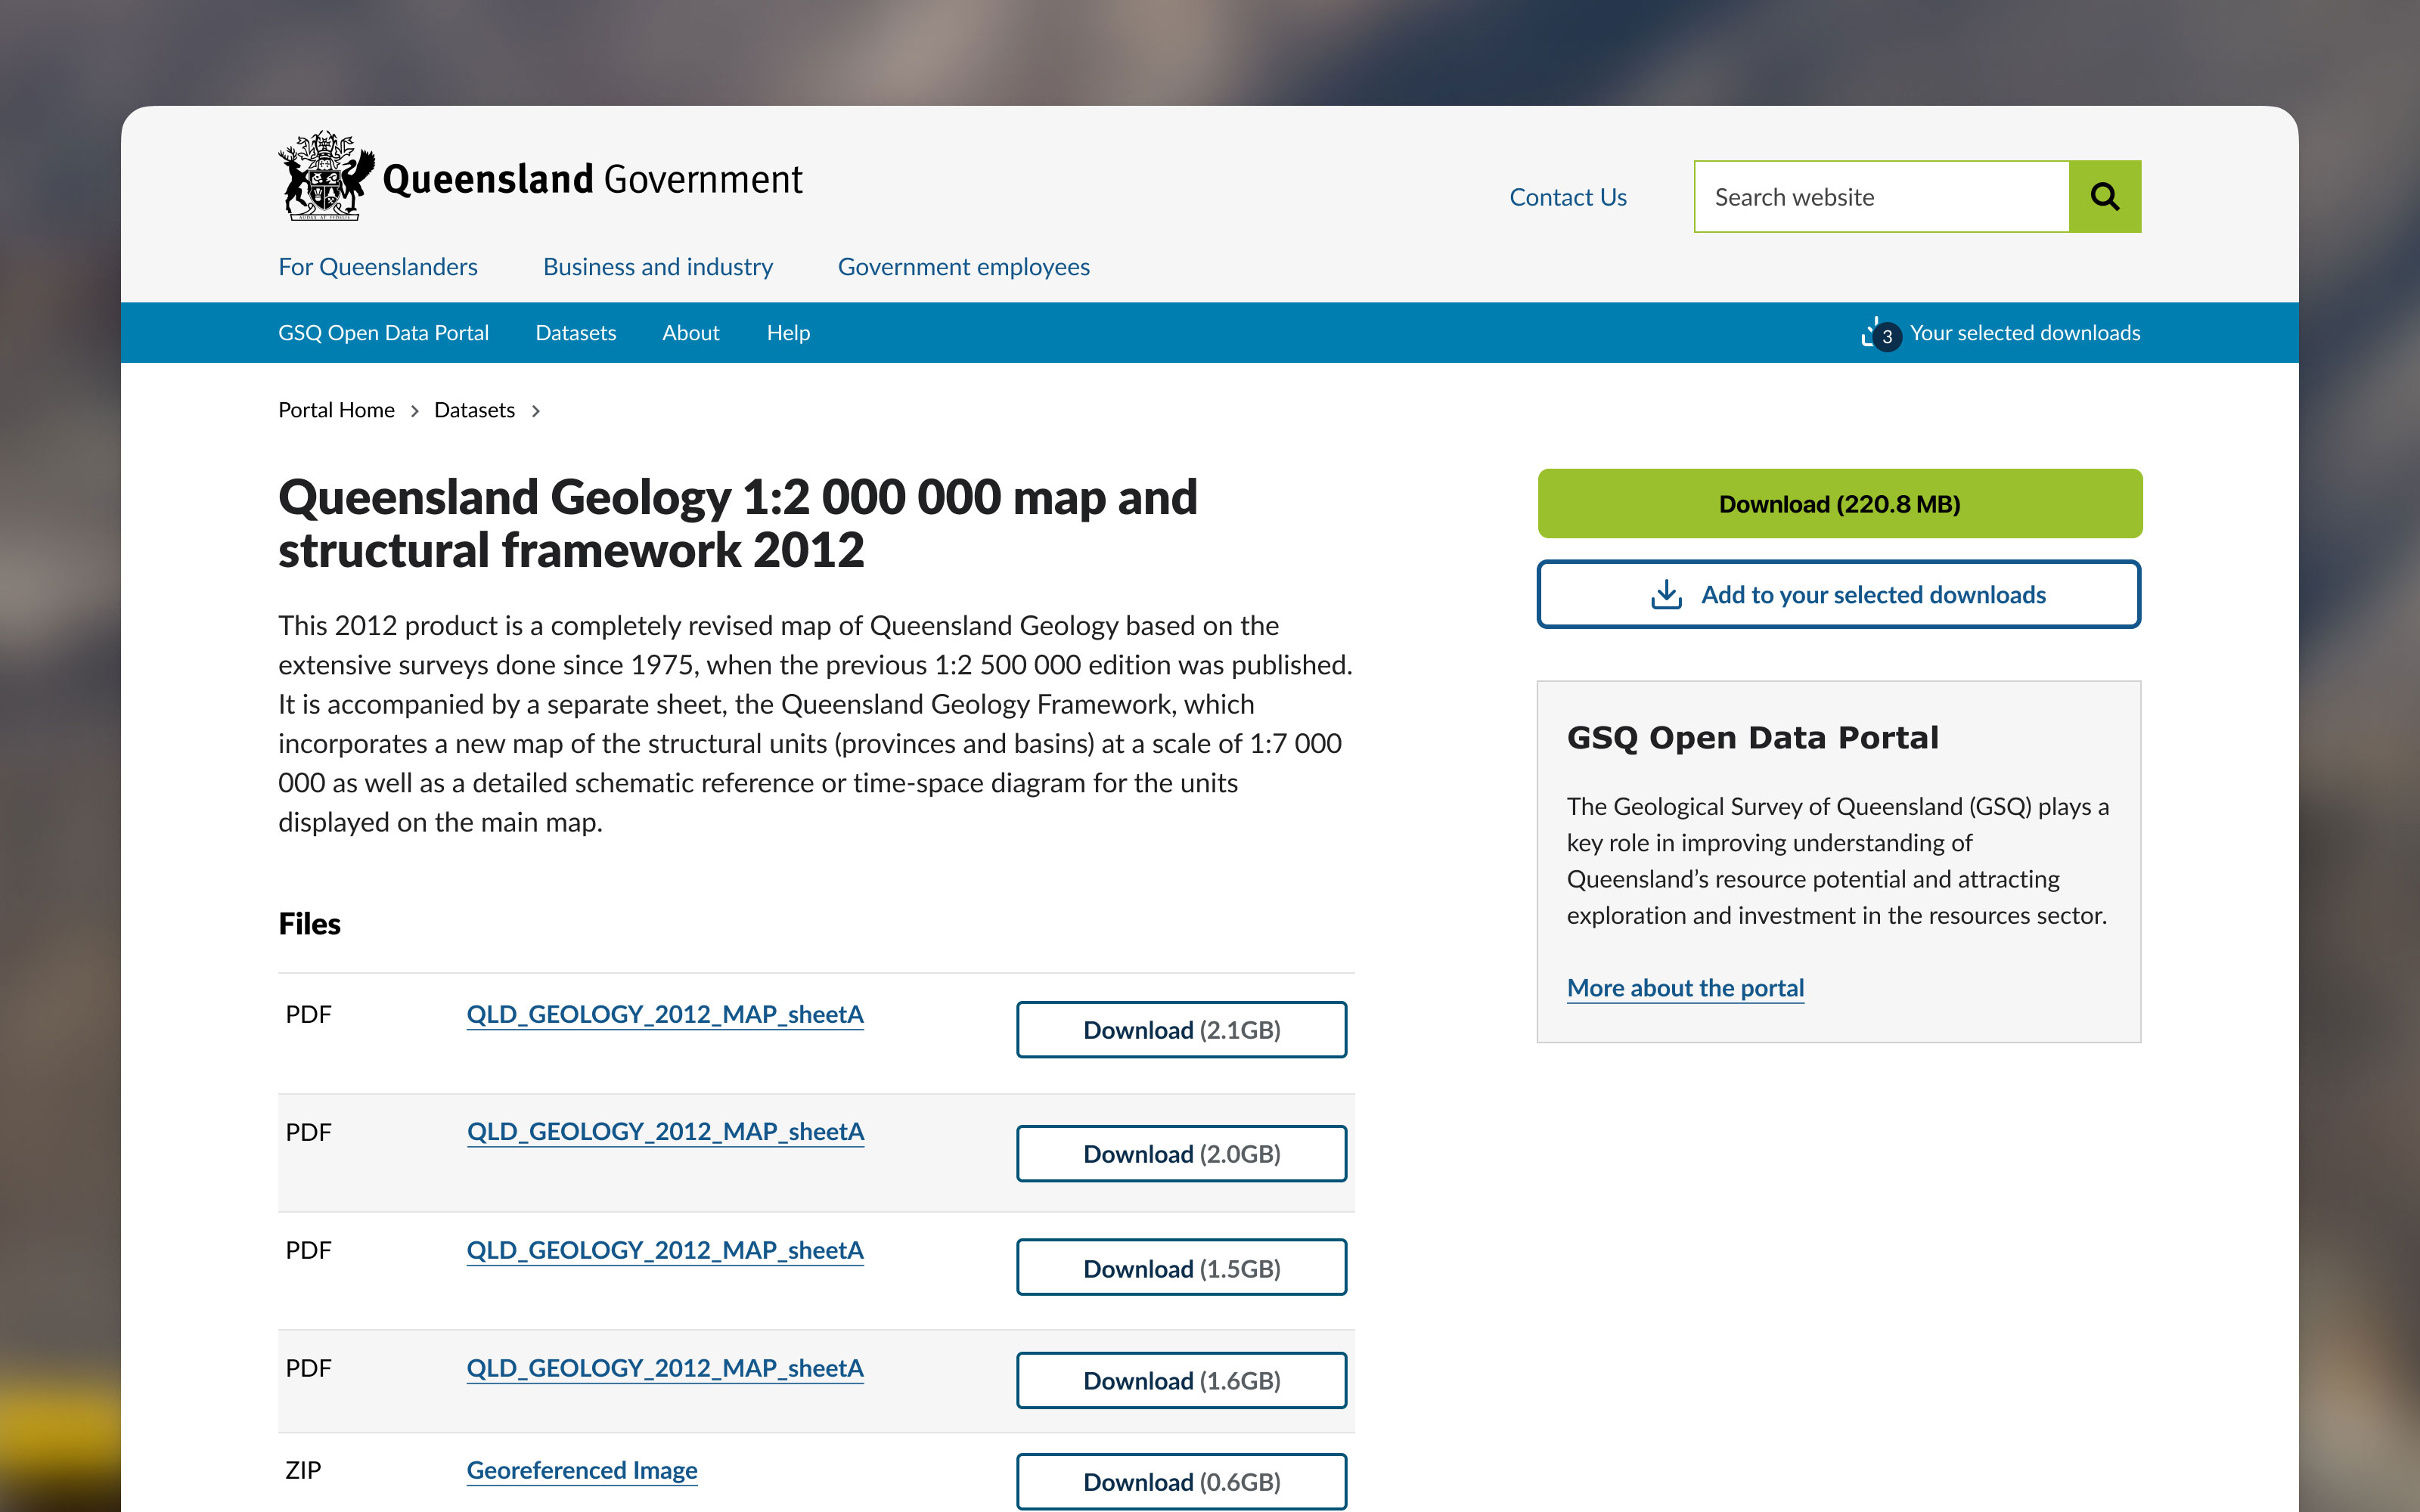 Queensland Government
Contact Us
Search website
For Queenslanders
Business and industry
Government employees
GSQ Open Data Portal
Datasets
About
Help
3
Your selected downloads
Portal Home
Datasets
Queensland Geology 1:2 000 000 map and
structural framework 2012
This 2012 product is a completely revised map of Queensland Geology based on the
extensive surveys done since 1975, when the previous 1:2 500 000 edition was published.
It is accompanied by a separate sheet, the Queensland Geology Framework, which
incorporates a new map of the structural units (provinces and basins) at a scale of 1:7 000
000 as well as a detailed schematic reference or time-space diagram for the units
displayed on the main map.
Download (220.8 MB)
Add to your selected downloads
GSQ Open Data Portal
The Geological Survey of Queensland (GSQ) plays a
key role in improving understanding of
Queensland’s resource potential and attracting
exploration and investment in the resources sector.
More about the portal
Files
PDF QLD_GEOLOGY_2012_MAP_sheetA Download (2.1GB)
PDF QLD_GEOLOGY_2012_MAP_sheetA Download (2.0GB)
PDF QLD_GEOLOGY_2012_MAP_sheetA Download (1.5GB)
PDF QLD_GEOLOGY_2012_MAP_sheetA Download (1.6GB)
ZIP Georeferenced Image Download (0.6GB)